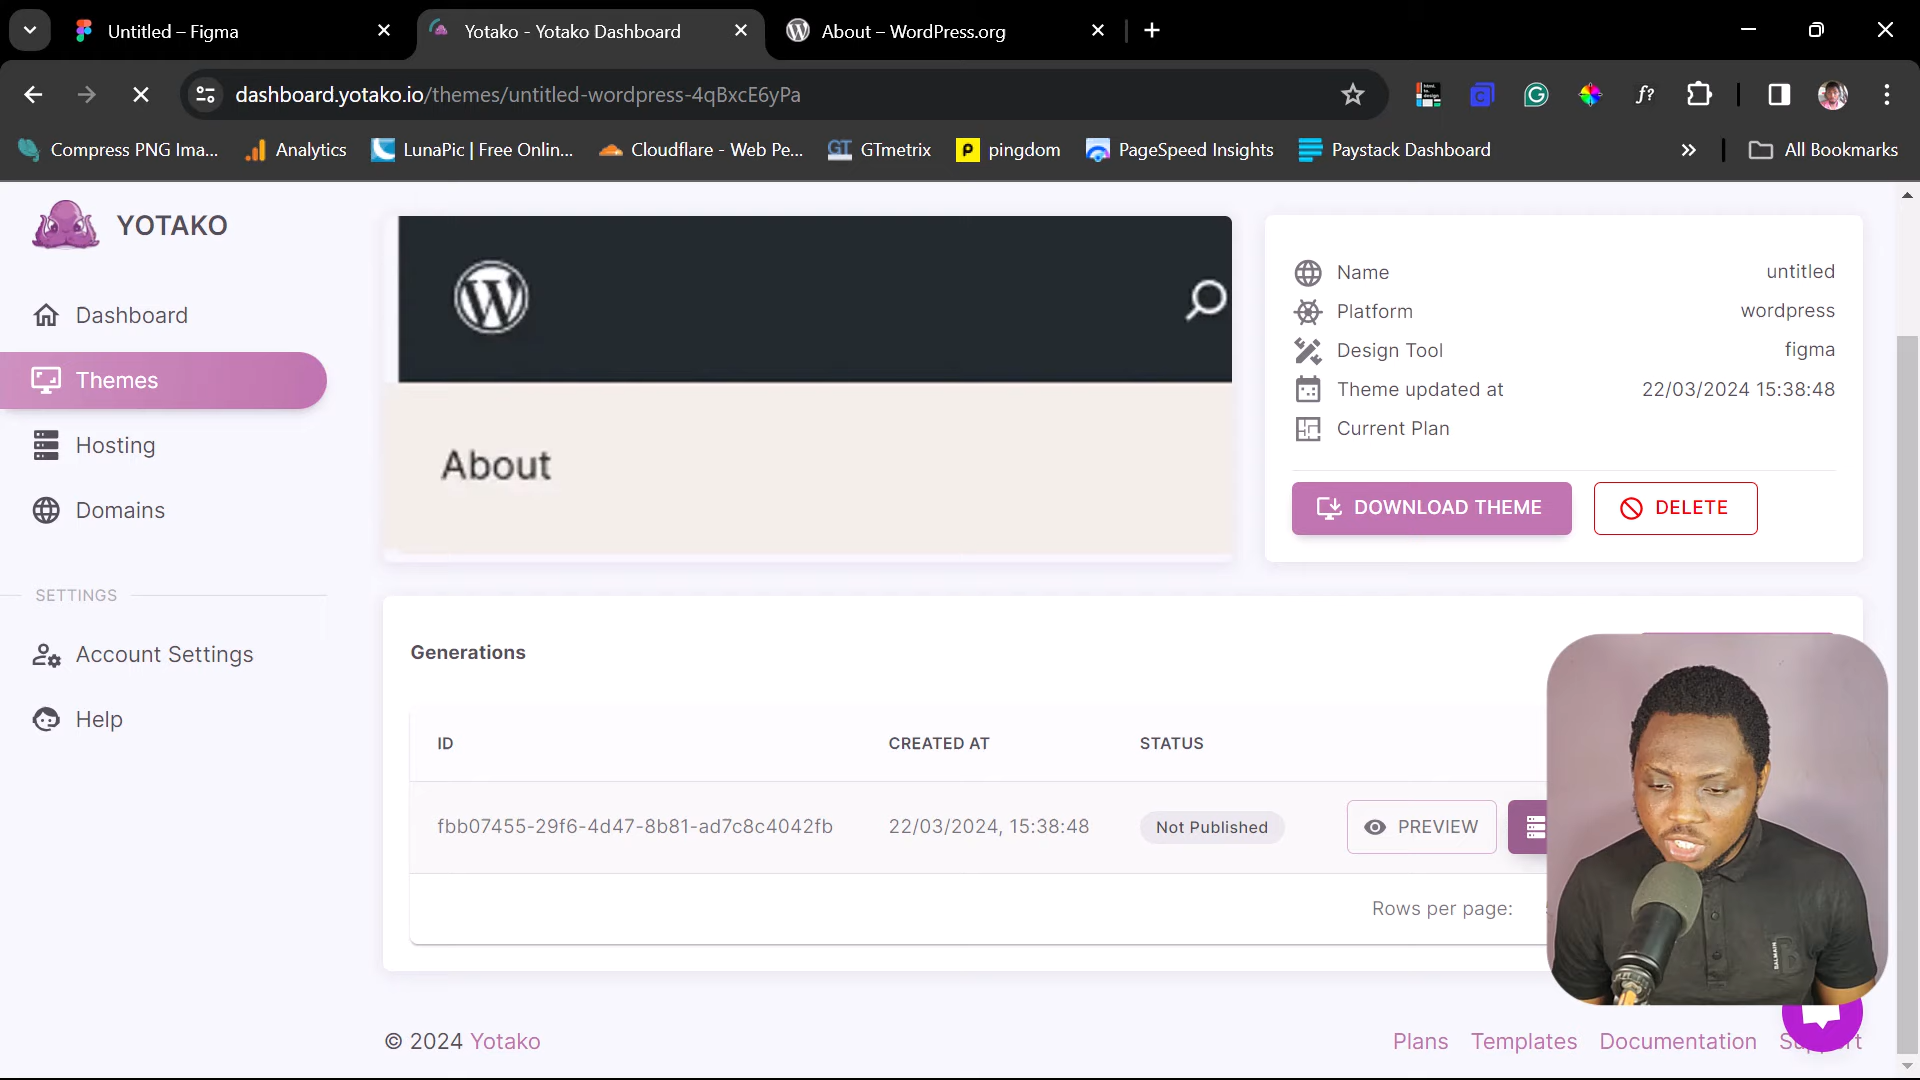 Untitled – Figma
Yotako - Yotako Dashboard
About – WordPress.org
dashboard.yotako.io/themes/untitled-wordpress-4qBxcE6yPa
f?
Compress PNG Ima...
Analytics
LunaPic | Free Onlin...
Cloudflare - Web Pe...
GT GTmetrix
p pingdom
PageSpeed Insights
Paystack Dashboard
»
All Bookmarks
YOTAKO
Dashboard
Themes
Hosting
Domains
SETTINGS
Account Settings
Help
W
About
Name untitled
Platform wordpress
Design Tool figma
Theme updated at 22/03/2024 15:38:48
Current Plan
DOWNLOAD THEME
DELETE
Generations
ID CREATED AT STATUS
fbb07455-29f6-4d47-8b81-ad7c8c4042fb 22/03/2024, 15:38:48 Not Published PREVIEW
Rows per page:
BALMAIN
© 2024 Yotako
Plans Templates Documentation Support